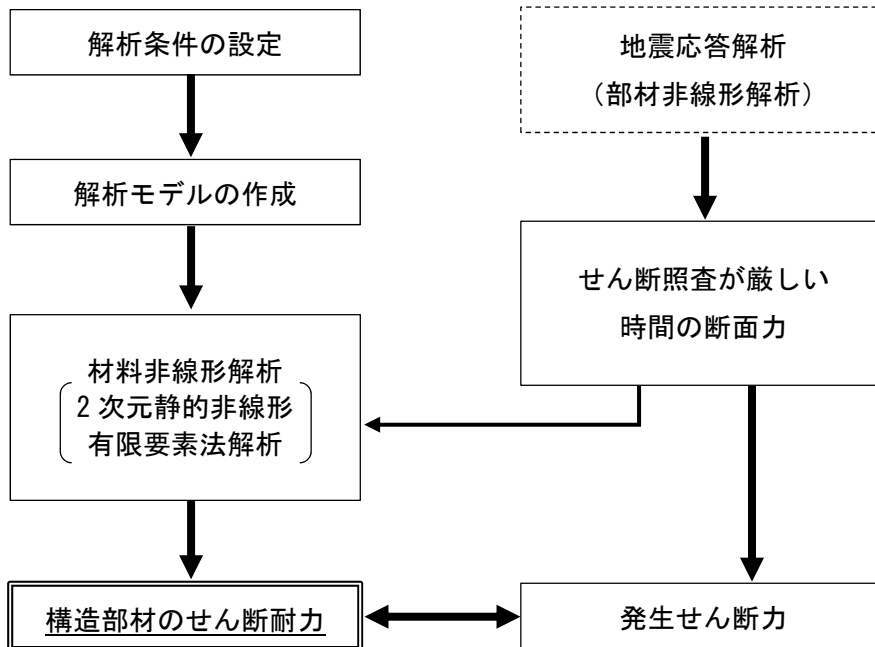 解析条件の設定
解析モデルの作成
材料非線形解析
2次元静的非線形
有限要素法解析
構造部材のせん断耐力
地震応答解析
（部材非線形解析）
せん断照査が厳しい
時間の断面力
発生せん断力